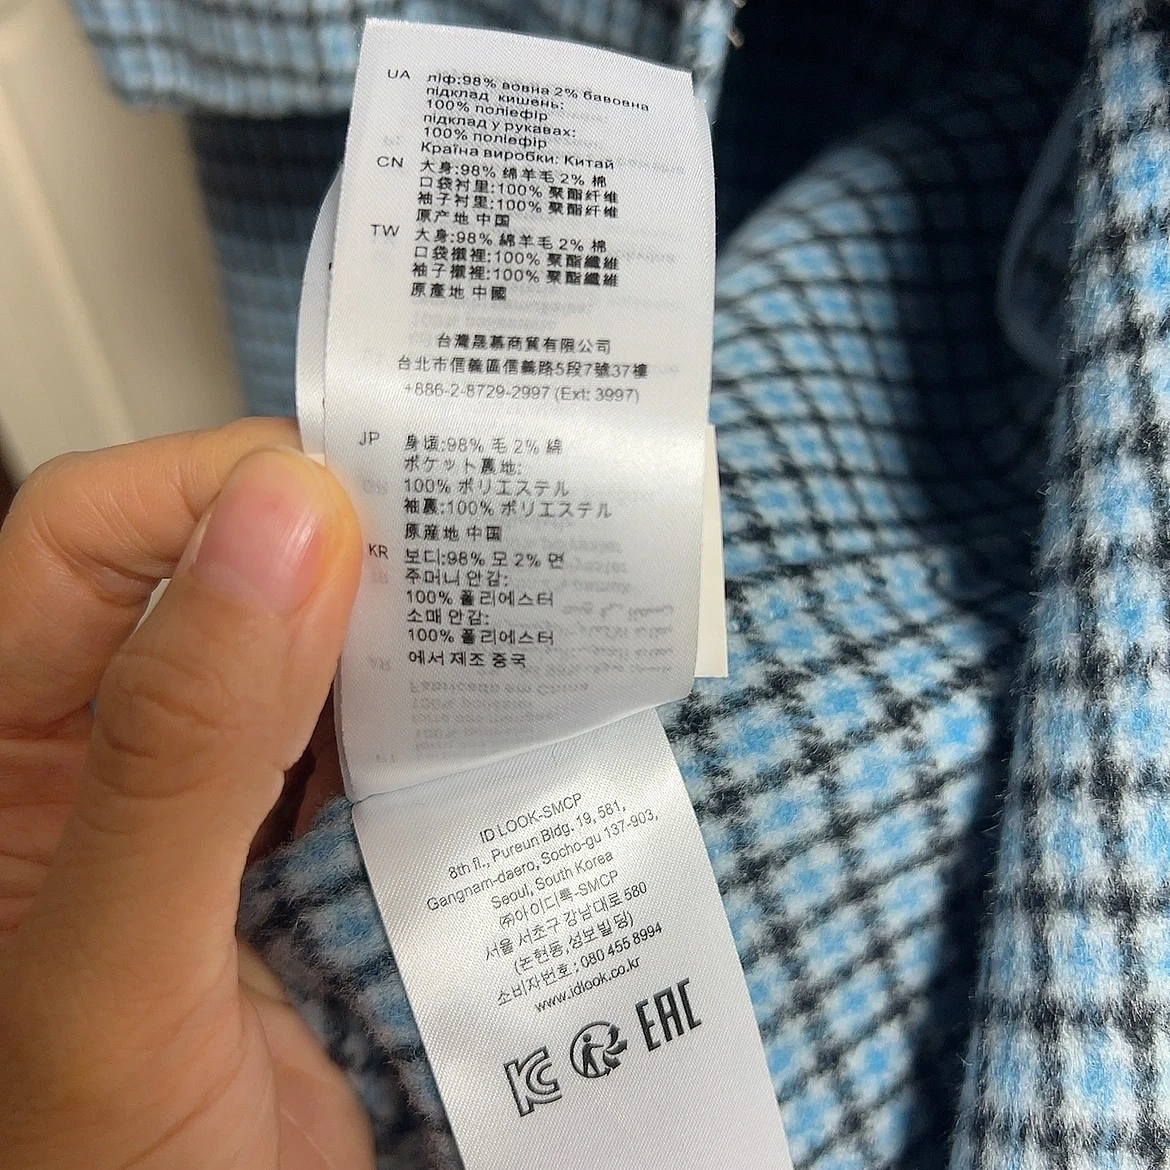 UA ліф:98% вовна 2% бавовна
підклад кишень:
100% поліефір
підклад у рукавах:
100% поліефір
Країна виробки: Китай
CN 大身:98% 绵羊毛 2% 棉
口袋衬里:100% 聚酯纤维
袖子衬里:100% 聚酯纤维
原产地 中国
TW 大身:98% 綿羊毛 2% 棉
口袋襯裡:100% 聚酯纖維
袖子襯裡:100% 聚酯纖維
原產地 中國
台灣晟慕商貿有限公司
台北市信義區信義路5段7號37樓
+886-2-8729-2997 (Ext: 3997)
JP 身頃:98% 毛 2% 綿
ポケット裏地:
100% ポリエステル
袖裏:100% ポリエステル
原産地 中国
KR 보디:98% 모 2% 면
주머니 안감:
100% 폴리에스터
소매 안감:
100% 폴리에스터
에서 제조 중국
ID LOOK-SMCP
8th fl., Pureun Bldg. 19, 581,
Gangnam-daero, Socho-gu 137-903,
Seoul, South Korea
㈜아이디룩-SMCP
서울 서초구 강남대로 580
(논현동,성보빌딩)
소비자번호 : 080 455 8994
www.idlook.co.kr
KC EAC